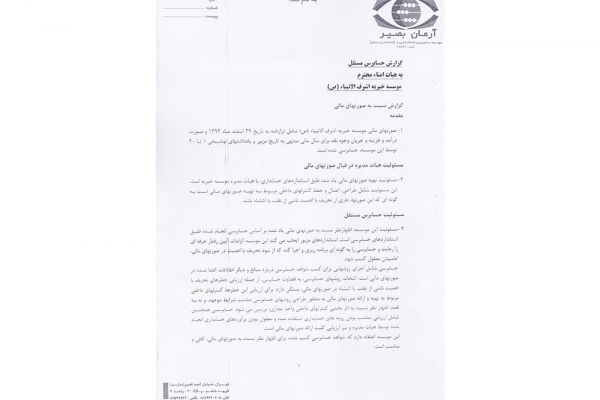 بنام خداوند
شماره
پیوست
آرمان بصیر
گزارش حسابرس مستقل
به هیات امناء محترم
موسسه خیریه اشرف الانبیاء (ص)
گزارش نسبت به صورتهای مالی
مقدمه
۱- صورتهای مالی موسسه خیریه اشرف الانبیاء (ص) شامل ترازنامه به تاریخ ۲۹ اسفند ماه ۱۳۹۴ و صورت
درآمد و هزینه و جریان وجوه نقد برای سال مالی منتهی به تاریخ مزبور و یادداشتهای توضیحی ۱ تا ۲۰
توسط این موسسه، حسابرسی شده است.
مسئولیت هیات مدیره در قبال صورتهای مالی
۲- مسئولیت تهیه صورتهای مالی یاد شده طبق استانداردهای حسابداری، با هیات مدیره موسسه خیریه است.
این مسئولیت شامل طراحی، اعمال و حفظ کنترلهای داخلی مربوط به تهیه صورتهای مالی است به
گونه ای که این صورتها، عاری از تحریف با اهمیت ناشی از تقلب یا اشتباه باشد.
مسئولیت حسابرس مستقل
۳- مسئولیت این موسسه، اظهارنظر نسبت به صورتهای مالی یاد شده بر اساس حسابرسی انجام شده طبق
استانداردهای حسابرسی است. استانداردهای مزبور ایجاب می کند این موسسه الزامات آیین رفتار حرفه ای
را رعایت و حسابرسی را به گونه ای برنامه ریزی و اجرا کند که از نبود تحریف با اهمیت در صورتهای مالی،
اطمینان معقول کسب شود.
حسابرسی شامل اجرای روشهایی برای کسب شواهد حسابرسی درباره مبالغ و دیگر اطلاعات افشا شده در
صورتهای مالی است. انتخاب روشهای حسابرسی، به قضاوت حسابرس، از جمله ارزیابی خطرهای تحریف با
اهمیت ناشی از تقلب یا اشتباه در صورتهای مالی، بستگی دارد. برای ارزیابی این خطرها، کنترلهای داخلی
مربوط به تهیه و ارائه صورتهای مالی به منظور طراحی روشهای حسابرسی مناسب شرایط موجود، و نه به
قصد اظهار نظر نسبت به اثر بخشی کنترلهای داخلی واحد تجاری، بررسی می شود. حسابرسی همچنین
شامل ارزیابی مناسب بودن رویه های حسابداری استفاده شده و معقول بودن برآوردهای حسابداری انجام
شده توسط هیات مدیره و نیز ارزیابی کلیت ارائه صورتهای مالی است.
این موسسه اعتقاد دارد که شواهد حسابرسی کسب شده، برای اظهار نظر نسبت به صورتهای مالی، کافی و
مناسب است.
۱